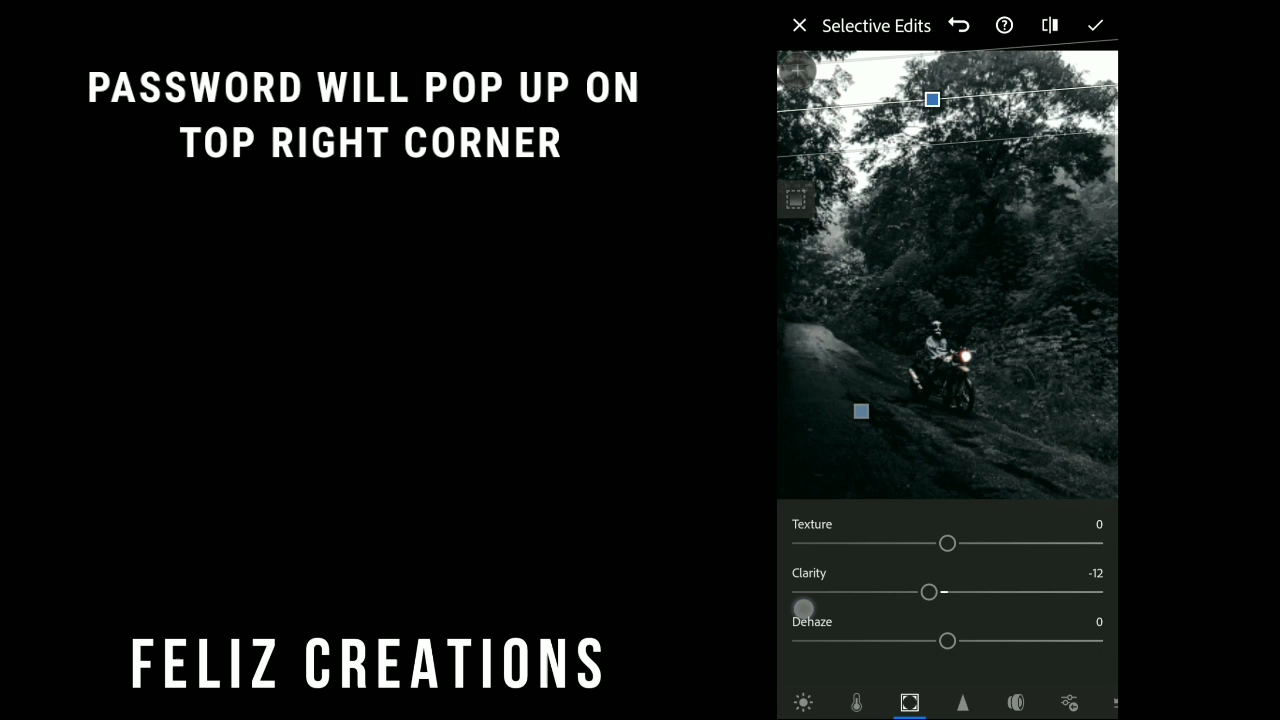 PASSWORD WILL POP UP ON
TOP RIGHT CORNER
FELIZ CREATIONS
Selective Edits
Texture 0
Clarity -12
Dehaze 0